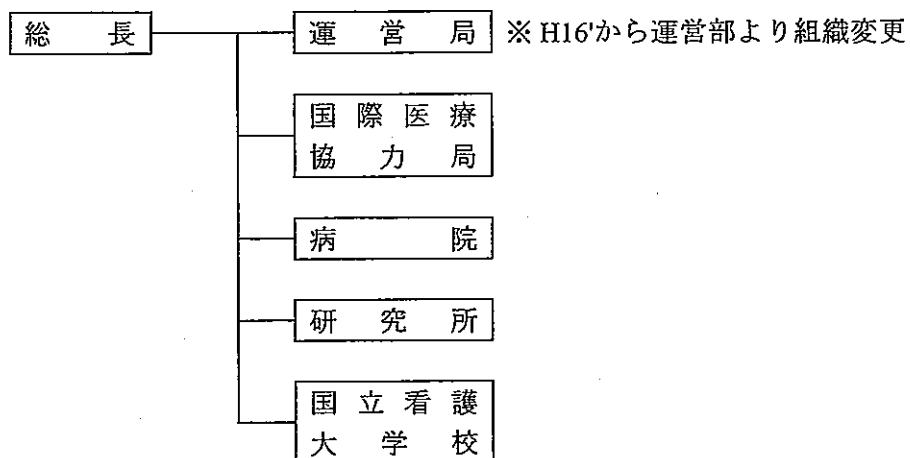 総長
運営局 ※H16'から運営部より組織変更
国際医療
協力局
病院
研究所
国立看護
大学校